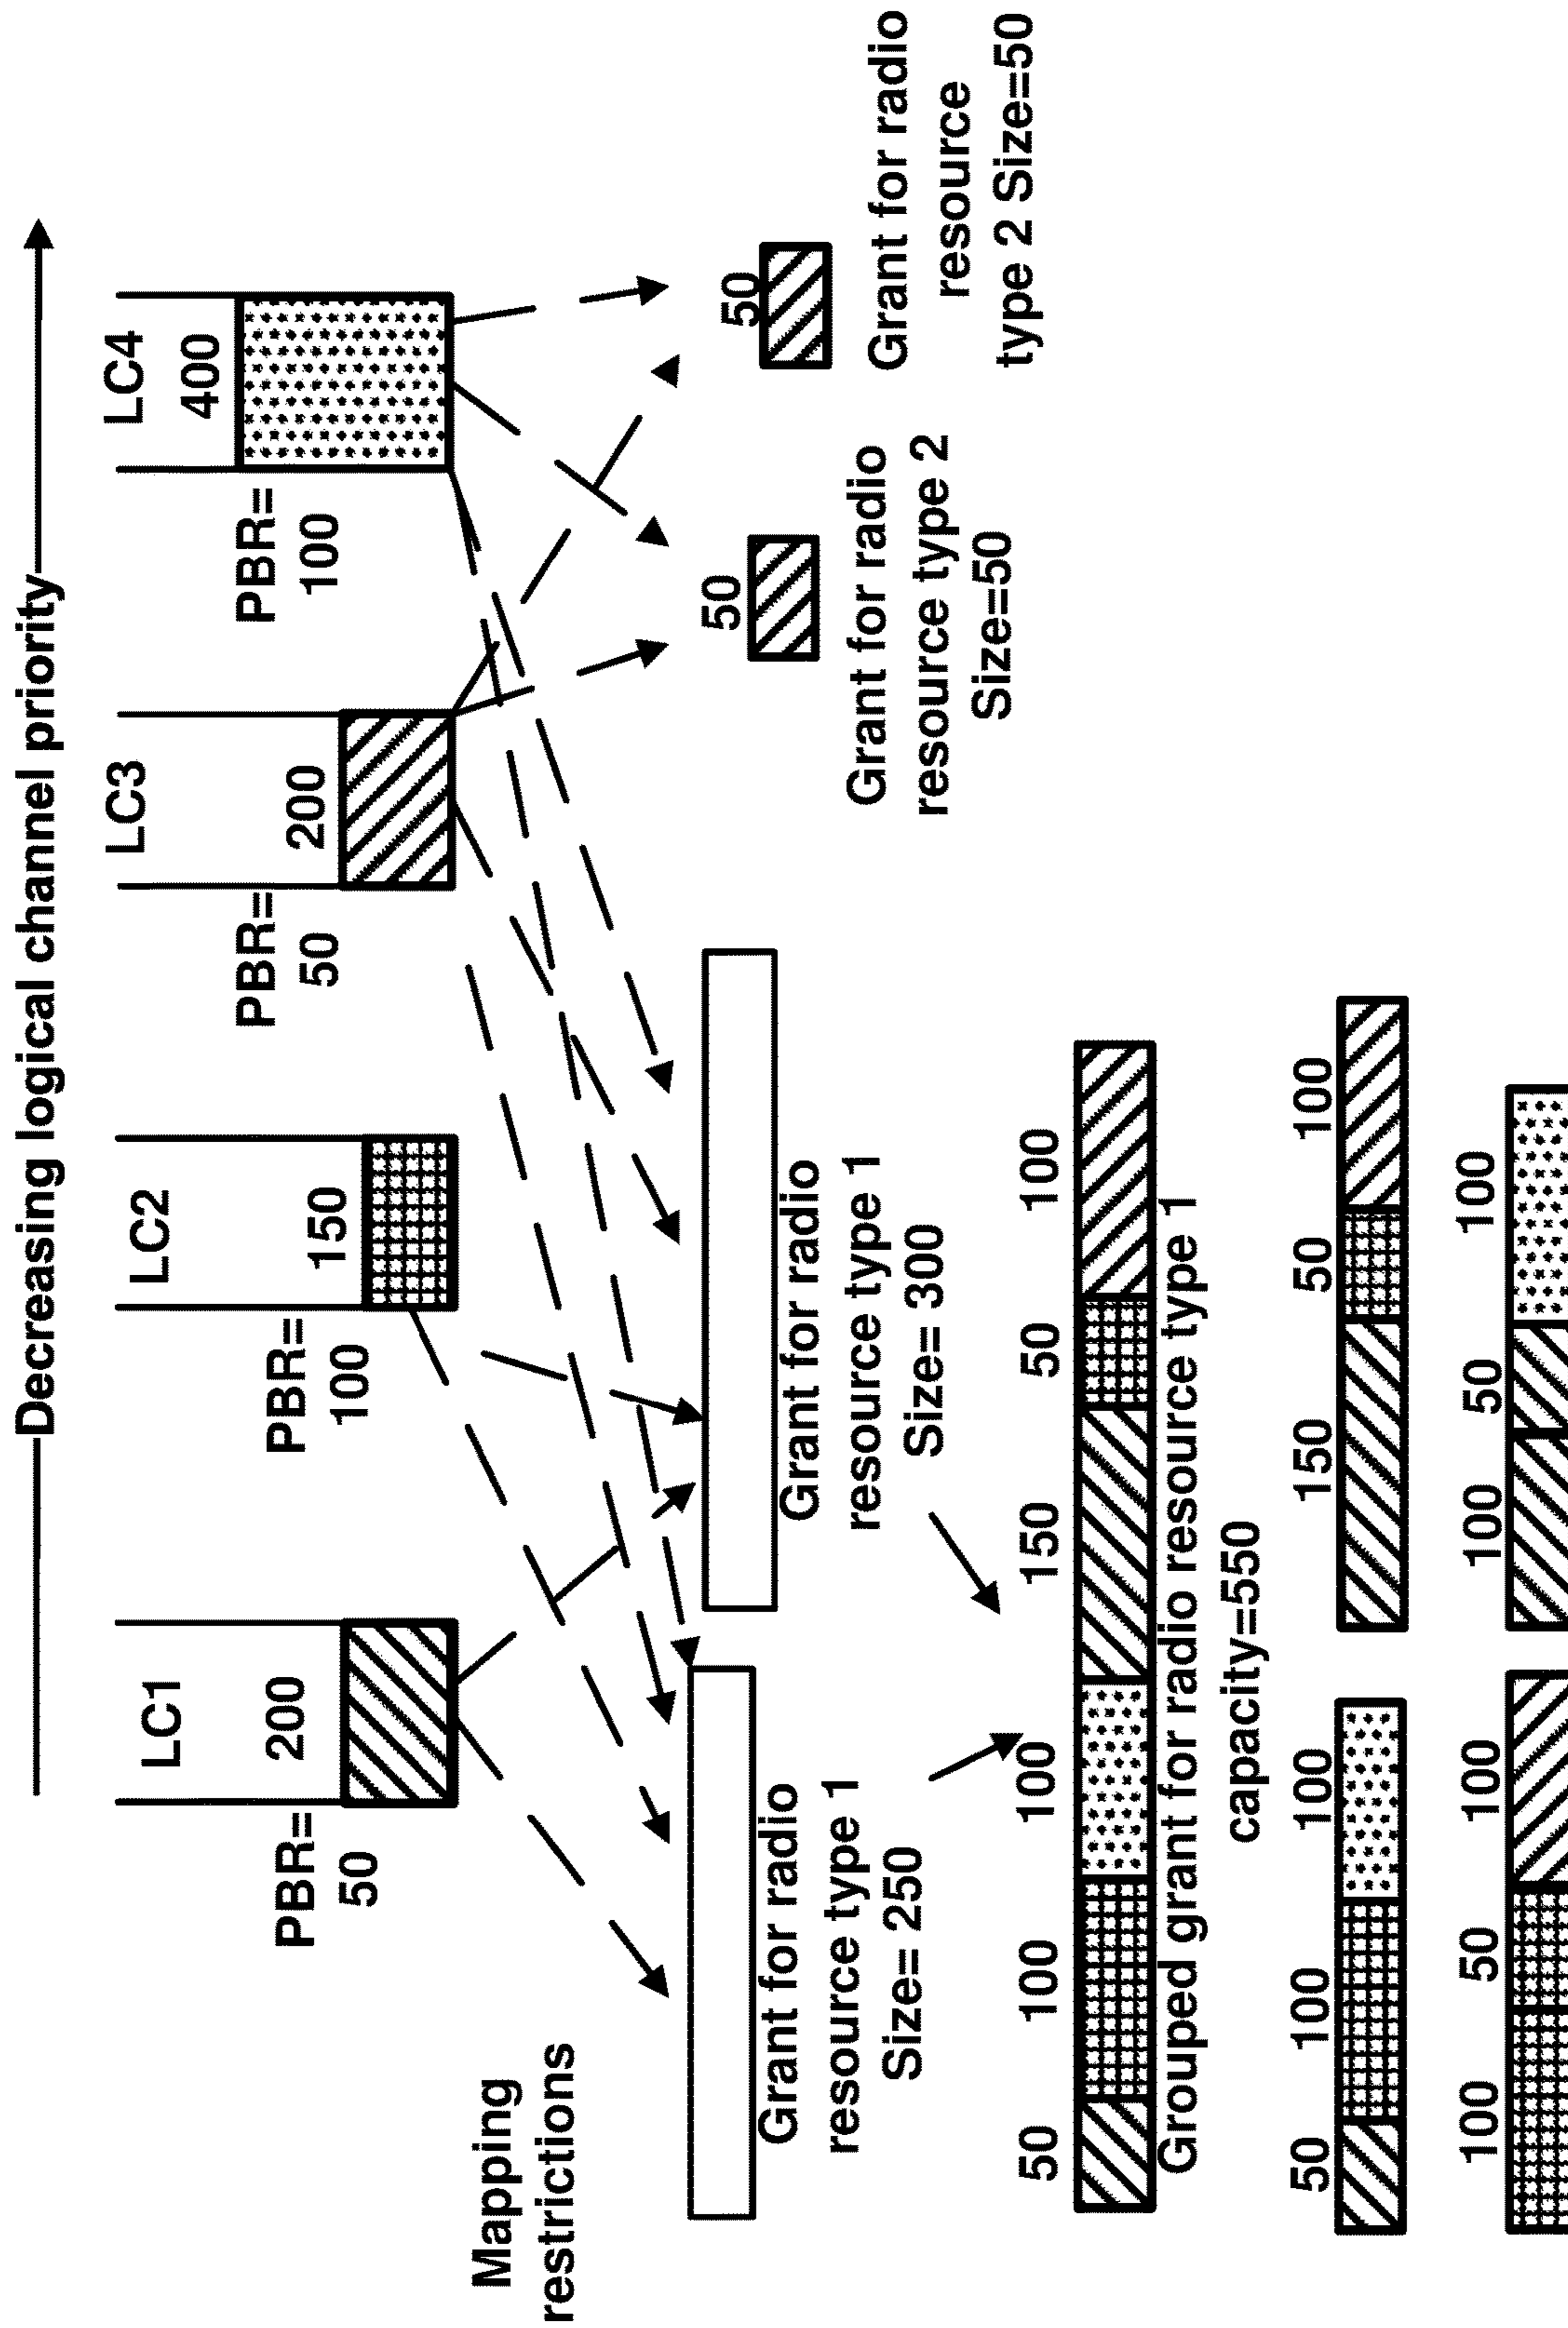 Decreasing logical channel priority
LC1
200
PBR=
50
LC2
150
PBR=
100
LC3
200
PBR=
50
LC4
400
PBR=
100
Mapping
restrictions
Grant for radio
resource type 1
Size= 250
Grant for radio
resource type 1
Size= 300
50
Grant for radio
resource type 2
Size=50
50
Grant for radio
resource
type 2 Size=50
50
100
100
150
50
100
Grouped grant for radio resource type 1
capacity=550
50
100
100
150
50
100
100
50
100
100
50
100